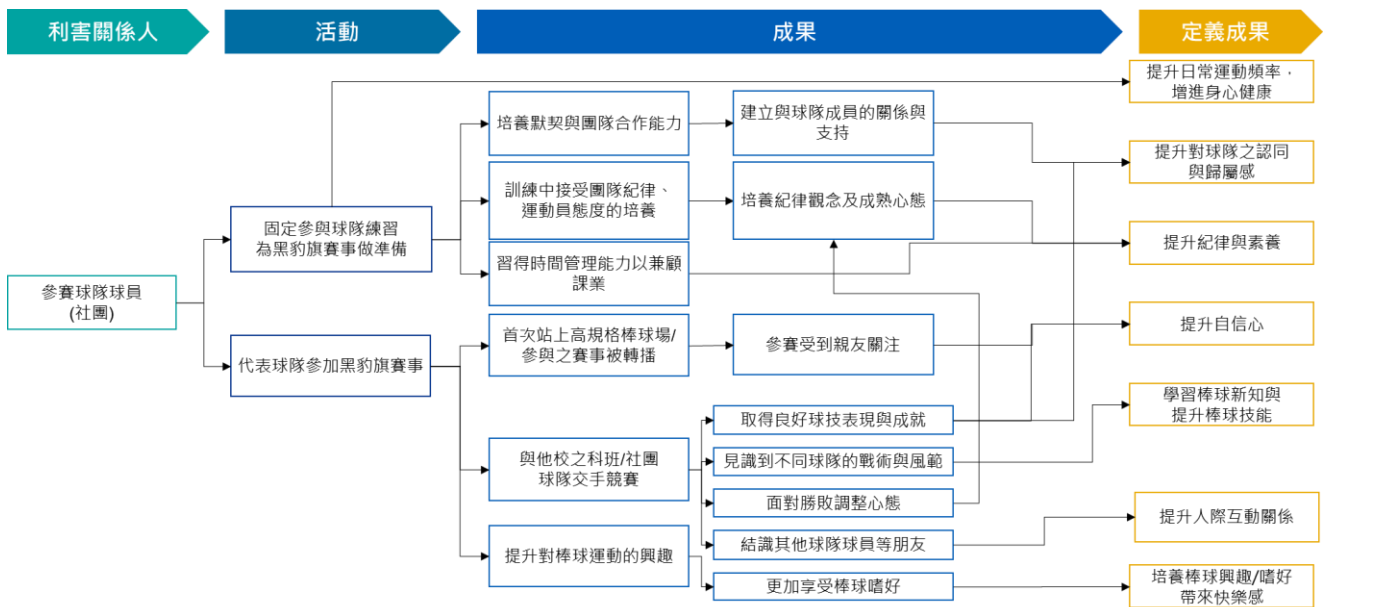 利害關係人
活動
成果
定義成果
參賽球隊球員
(社團)
固定參與球隊練習
為黑豹旗賽事做準備
代表球隊參加黑豹旗賽事
培養默契與團隊合作能力
訓練中接受團隊紀律、
運動員態度的培養
習得時間管理能力以兼顧
課業
首次站上高規格棒球場/
參與之賽事被轉播
與他校之科班/社團
球隊交手競賽
提升對棒球運動的興趣
建立與球隊成員的關係與
支持
培養紀律觀念及成熟心態
參賽受到親友關注
取得良好球技表現與成就
見識到不同球隊的戰術與風範
面對勝敗調整心態
結識其他球隊球員等朋友
更加享受棒球嗜好
提升日常運動頻率，
增進身心健康
提升對球隊之認同
與歸屬感
提升紀律與素養
提升自信心
學習棒球新知與
提升棒球技能
提升人際互動關係
培養棒球興趣/嗜好
帶來快樂感